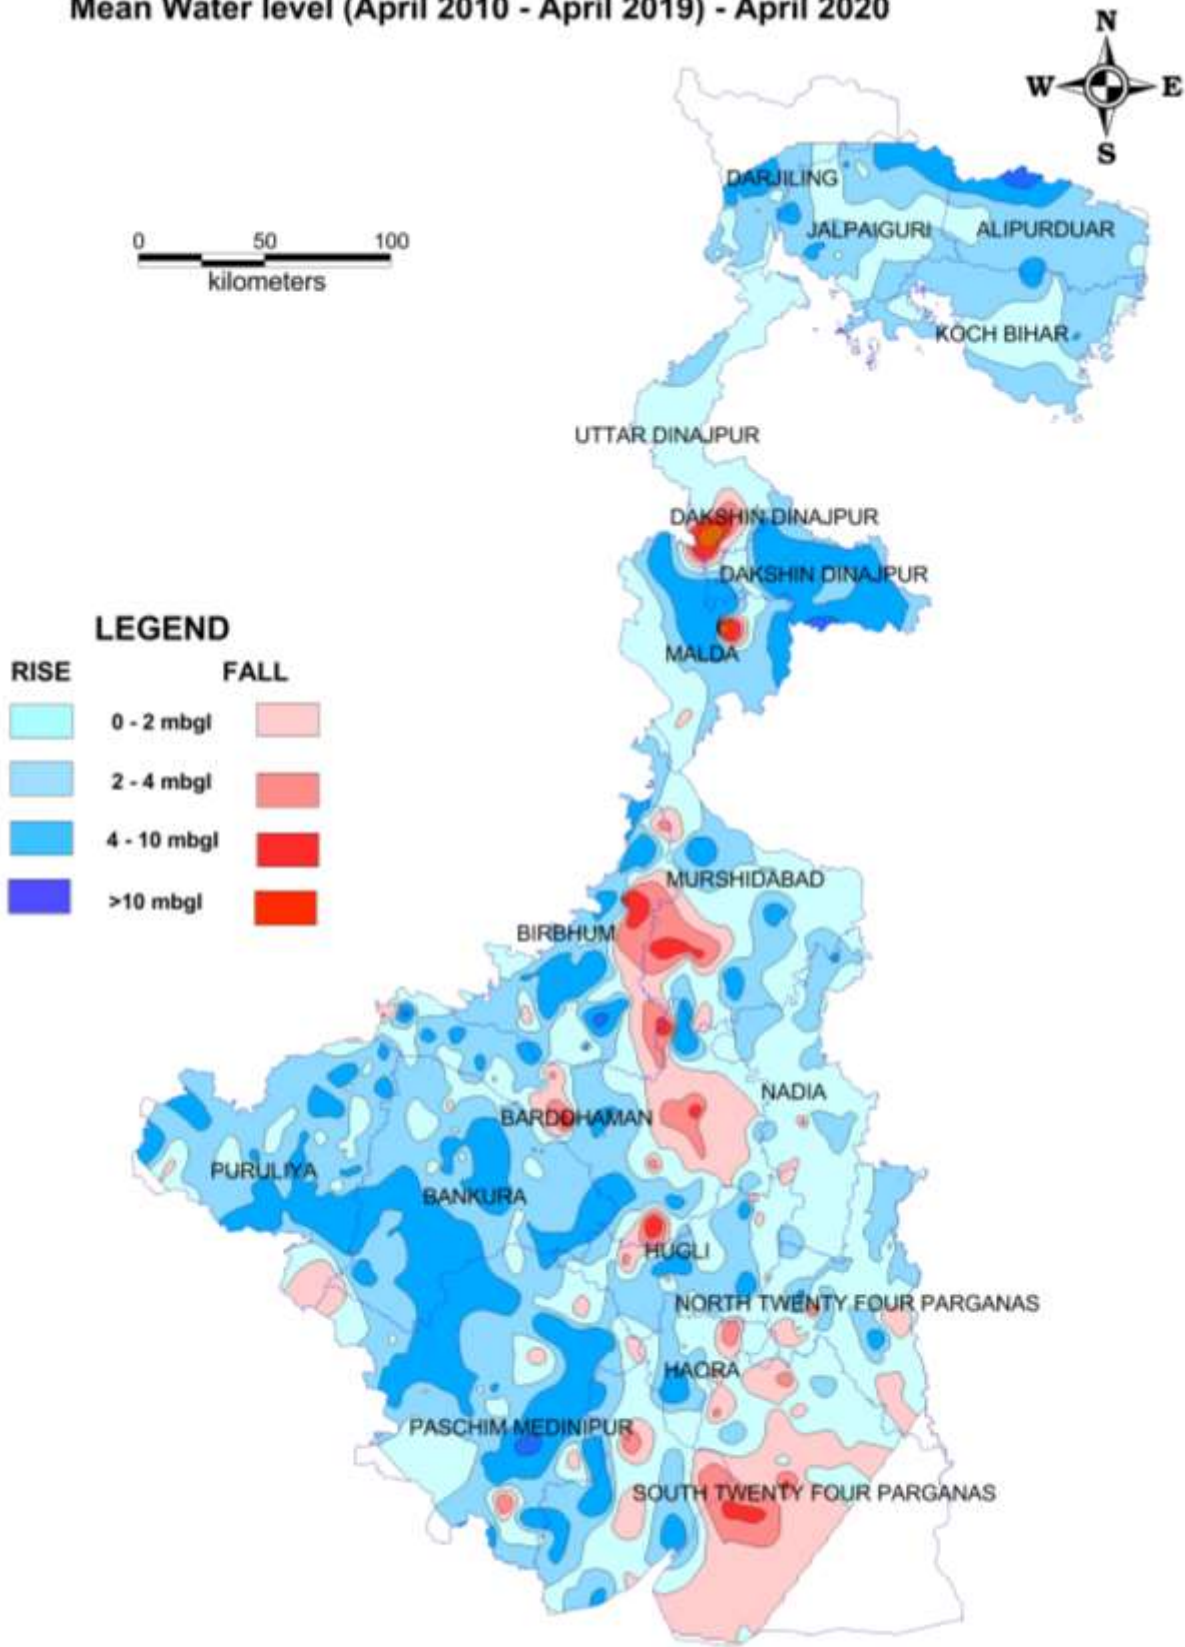 Mean Water level (April 2010 - April 2019) - April 2020
N
W E
S
0 50 100
kilometers
DARJILING
JALPAIGURI ALIPURDUAR
KOCH BIHAR
UTTAR DINAJPUR
DAKSHIN DINAJPUR
DAKSHIN DINAJPUR
MALDA
LEGEND
RISE FALL
0 - 2 mbgl
2 - 4 mbgl
4 - 10 mbgl
>10 mbgl
MURSHIDABAD
BIRBHUM
NADIA
BARDDHAMAN
PURULIYA
BANKURA
HUGLI
NORTH TWENTY FOUR PARGANAS
HAORA
PASCHIM MEDINIPUR
SOUTH TWENTY FOUR PARGANAS